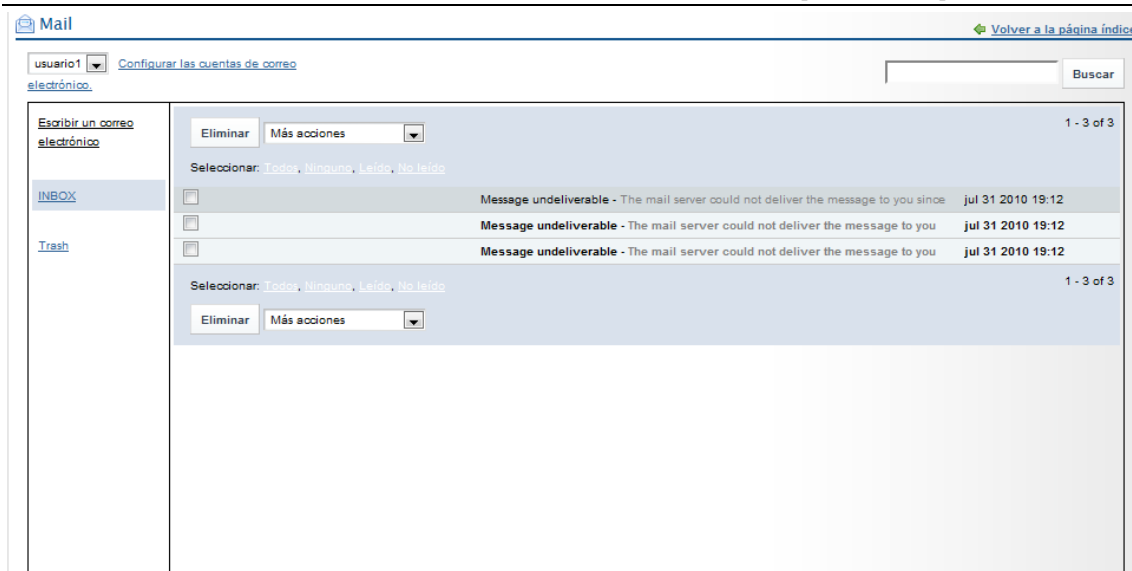 Mail
Volver a la página índice
usuario1 Configurar las cuentas de correo
electrónico.
Buscar
Escribir un correo
electrónico
INBOX
Trash
Eliminar Más acciones 1 - 3 of 3
Seleccionar: Todos, Ninguno, Leído, No leído
Message undeliverable - The mail server could not deliver the message to you since jul 31 2010 19:12
Message undeliverable - The mail server could not deliver the message to you jul 31 2010 19:12
Message undeliverable - The mail server could not deliver the message to you jul 31 2010 19:12
Seleccionar: Todos, Ninguno, Leído, No leído 1 - 3 of 3
Eliminar Más acciones